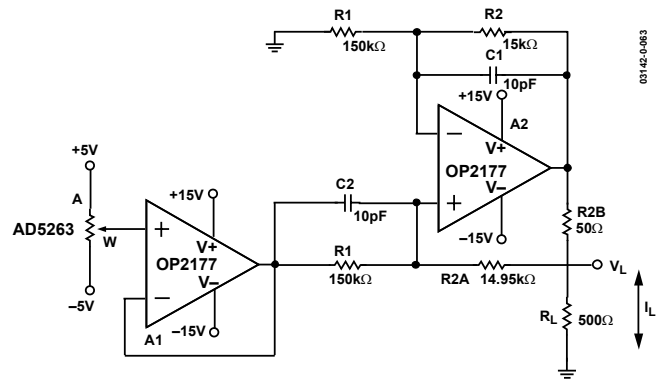 R1
150kΩ
R2
15kΩ
C1
10pF
+15V
A2
−
V+
OP2177
+
V−
−15V
+5V
A
AD5263
W
−5V
+15V
+
V+
OP2177
−
V−
−15V
A1
C2
10pF
R1
150kΩ
R2A
14.95kΩ
R2B
50Ω
VL
RL
500Ω
IL
03142-0-063